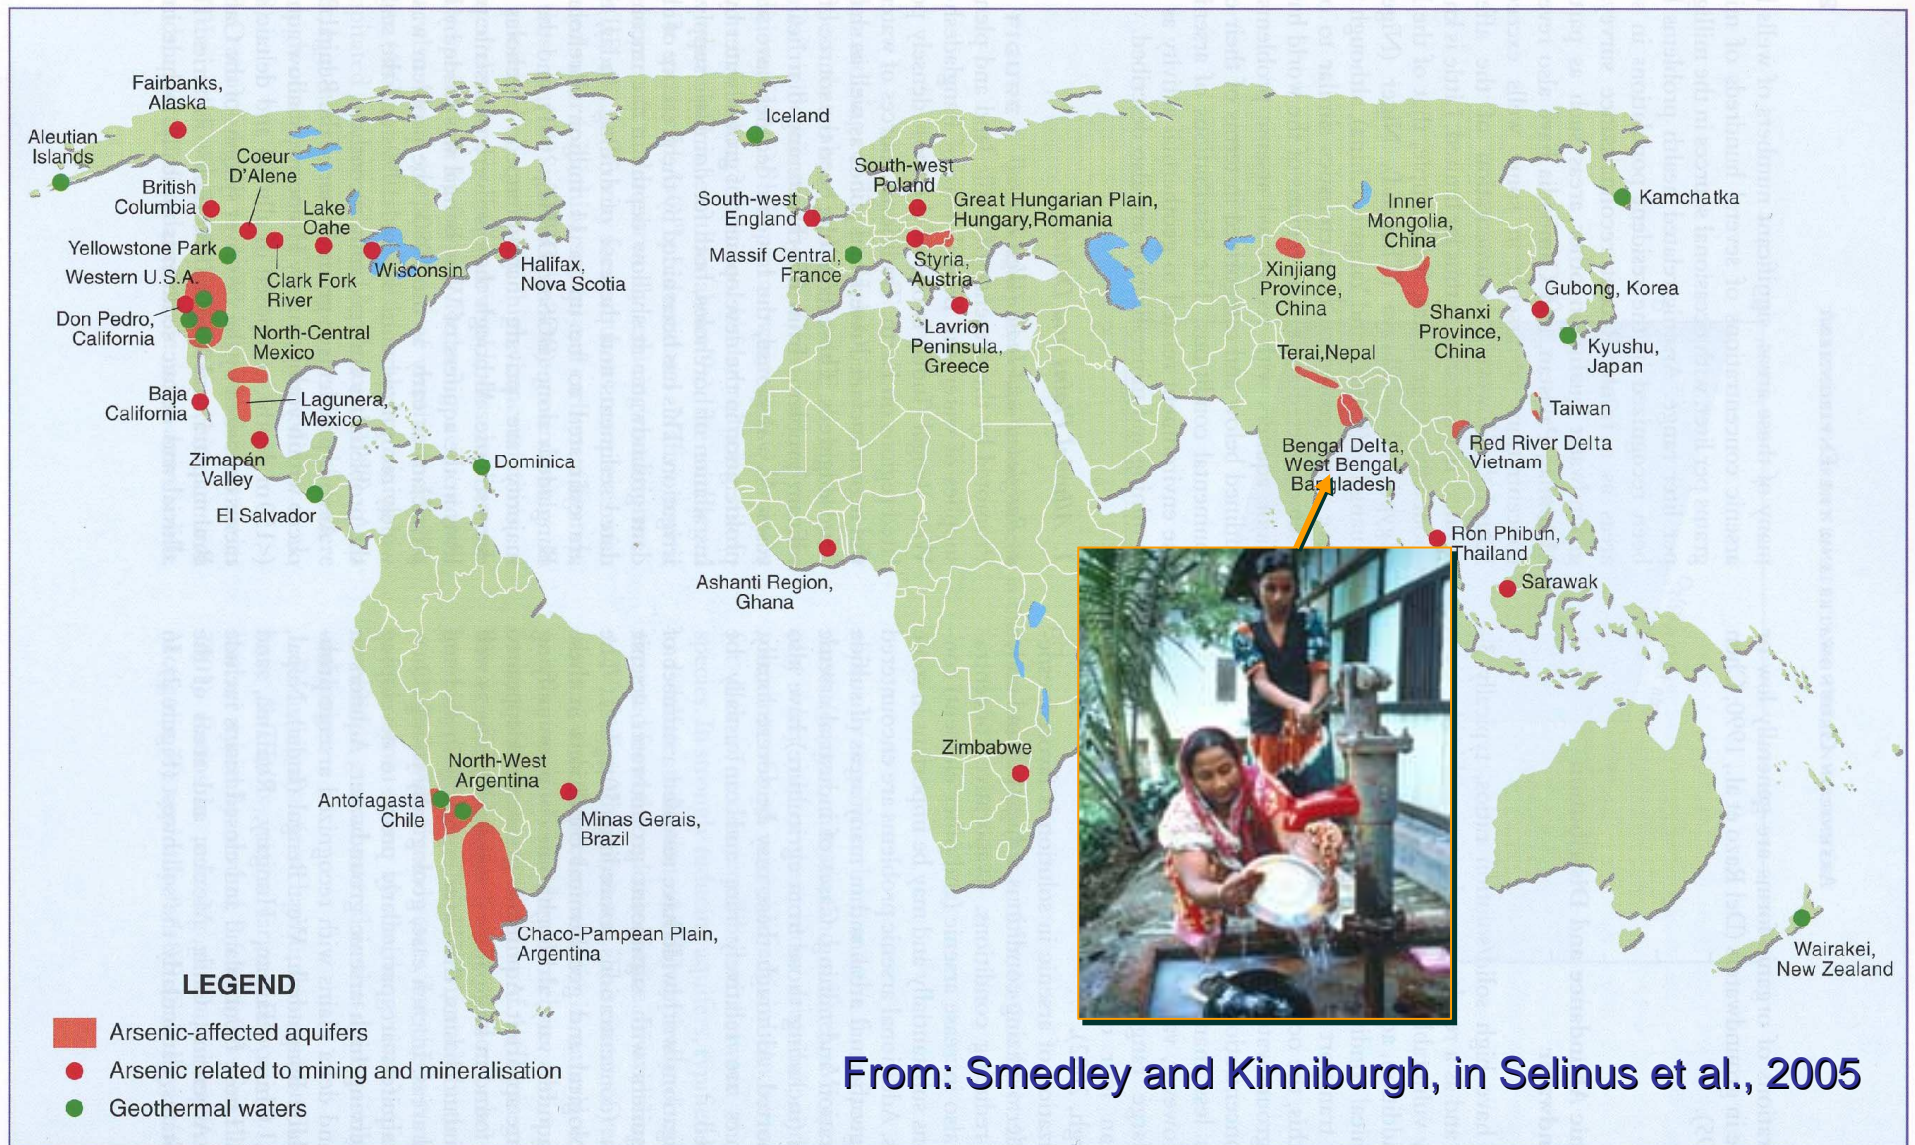 Fairbanks,
Alaska
Aleutian
Islands
Coeur
D'Alene
British
Columbia
Lake
Oahe
Yellowstone Park
Western U.S.A.
Clark Fork
River
Wisconsin
Halifax,
Nova Scotia
Don Pedro,
California
North-Central
Mexico
Baja
California
Lagunera,
Mexico
Zimapán
Valley
Dominica
El Salvador
Iceland
South-west
Poland
South-west
England
Great Hungarian Plain,
Hungary,Romania
Massif Central,
France
Styria,
Austria
Lavrion
Peninsula,
Greece
Kamchatka
Inner
Mongolia,
China
Xinjiang
Province,
China
Shanxi
Province,
China
Gubong, Korea
Kyushu,
Japan
Terai,Nepal
Taiwan
Bengal Delta,
West Bengal,
Bangladesh
Red River Delta
Vietnam
Ron Phibun,
Thailand
Sarawak
Ashanti Region,
Ghana
Zimbabwe
North-West
Argentina
Antofagasta
Chile
Minas Gerais,
Brazil
Chaco-Pampean Plain,
Argentina
Wairakei,
New Zealand
LEGEND
Arsenic-affected aquifers
Arsenic related to mining and mineralisation
Geothermal waters
From: Smedley and Kinniburgh, in Selinus et al., 2005